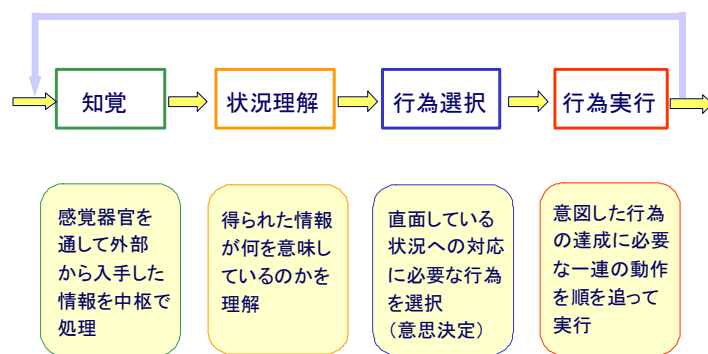 知覚
状況理解
行為選択
行為実行
感覚器官を
通して外部
から入手した
情報を中枢で
処理
得られた情報
が何を意味し
ているのかを
理解
直面している
状況への対応
に必要な行為
を選択
（意思決定）
意図した行為
の達成に必要
な一連の動作
を順を追って
実行